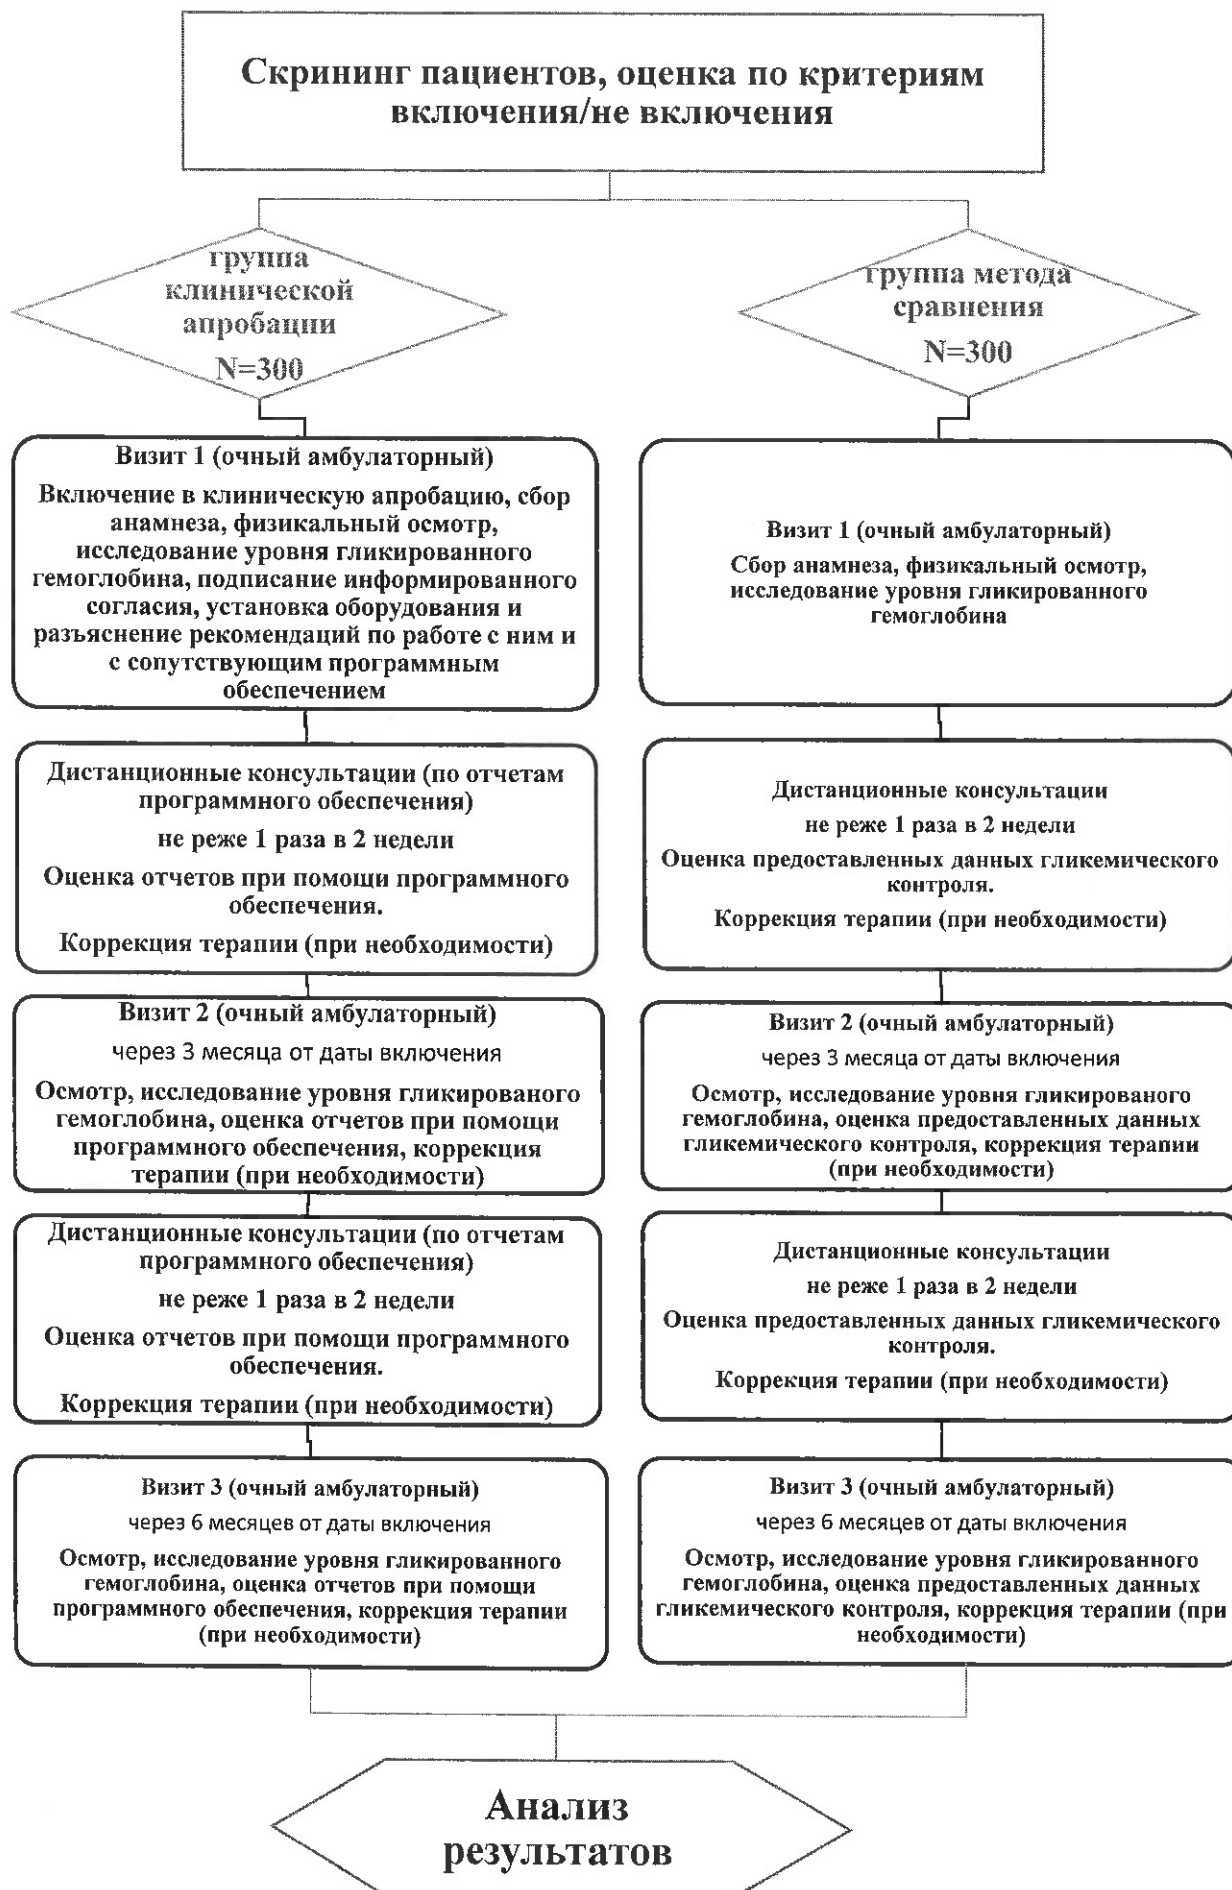 Скрининг пациентов, оценка по критериям
включения/не включения
группа
клинической
апробации
N=300
группа метода
сравнения
N=300
Визит 1 (очный амбулаторный)
Включение в клиническую апробацию, сбор
анамнеза, физикальный осмотр,
исследование уровня гликированного
гемоглобина, подписание информированного
согласия, установка оборудования и
разъяснение рекомендаций по работе с ним и
с сопутствующим программным
обеспечением
Визит 1 (очный амбулаторный)
Сбор анамнеза, физикальный осмотр,
исследование уровня гликированного
гемоглобина
Дистанционные консультации (по отчетам
программного обеспечения)
не реже 1 раза в 2 недели
Оценка отчетов при помощи программного
обеспечения.
Коррекция терапии (при необходимости)
Дистанционные консультации
не реже 1 раза в 2 недели
Оценка предоставленных данных гликемического
контроля.
Коррекция терапии (при необходимости)
Визит 2 (очный амбулаторный)
через 3 месяца от даты включения
Осмотр, исследование уровня гликированого
гемоглобина, оценка отчетов при помощи
программного обеспечения, коррекция
терапии (при необходимости)
Визит 2 (очный амбулаторный)
через 3 месяца от даты включения
Осмотр, исследование уровня гликированого
гемоглобина, оценка предоставленных данных
гликемического контроля, коррекция терапии
(при необходимости)
Дистанционные консультации (по отчетам
программного обеспечения)
не реже 1 раза в 2 недели
Оценка отчетов при помощи программного
обеспечения.
Коррекция терапии (при необходимости)
Дистанционные консультации
не реже 1 раза в 2 недели
Оценка предоставленных данных гликемического
контроля.
Коррекция терапии (при необходимости)
Визит 3 (очный амбулаторный)
через 6 месяцев от даты включения
Осмотр, исследование уровня гликированного
гемоглобина, оценка отчетов при помощи
программного обеспечения, коррекция терапии
(при необходимости)
Визит 3 (очный амбулаторный)
через 6 месяцев от даты включения
Осмотр, исследование уровня гликированного
гемоглобина, оценка предоставленных данных
гликемического контроля, коррекция терапии (при
необходимости)
Анализ
результатов